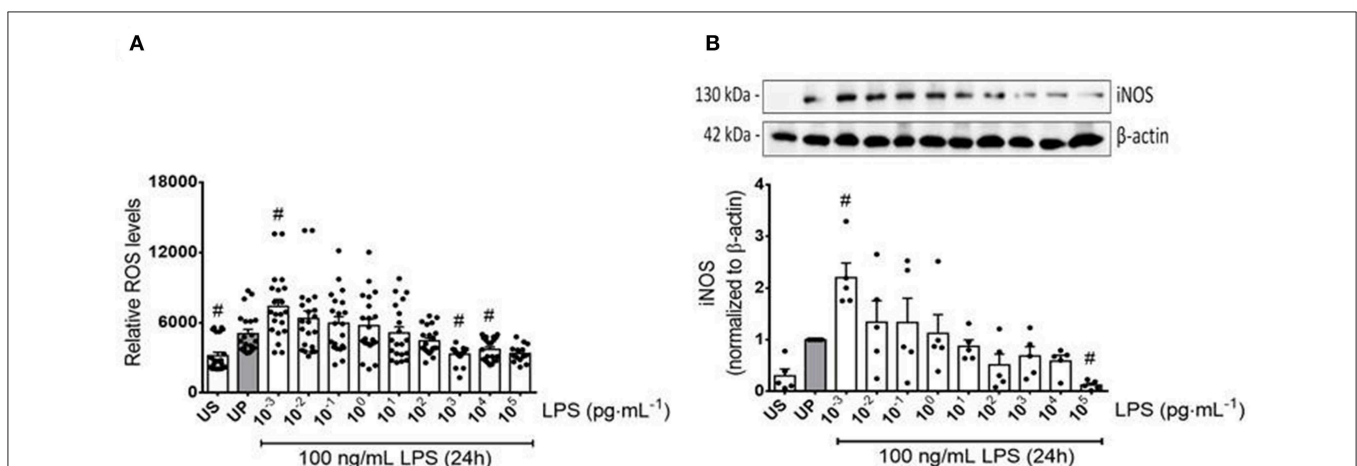 A
18000
12000
6000
0
Relative ROS levels
#
#
#
#
US UP 10⁻³ 10⁻² 10⁻¹ 10⁰ 10¹ 10² 10³ 10⁴ 10⁵ LPS (pg·mL⁻¹)
100 ng/mL LPS (24h)
B
130 kDa - iNOS
42 kDa - β-actin
4
3
2
1
0
iNOS
(normalized to β-actin)
#
#
US UP 10⁻³ 10⁻² 10⁻¹ 10⁰ 10¹ 10² 10³ 10⁴ 10⁵ LPS (pg·mL⁻¹)
100 ng/mL LPS (24h)